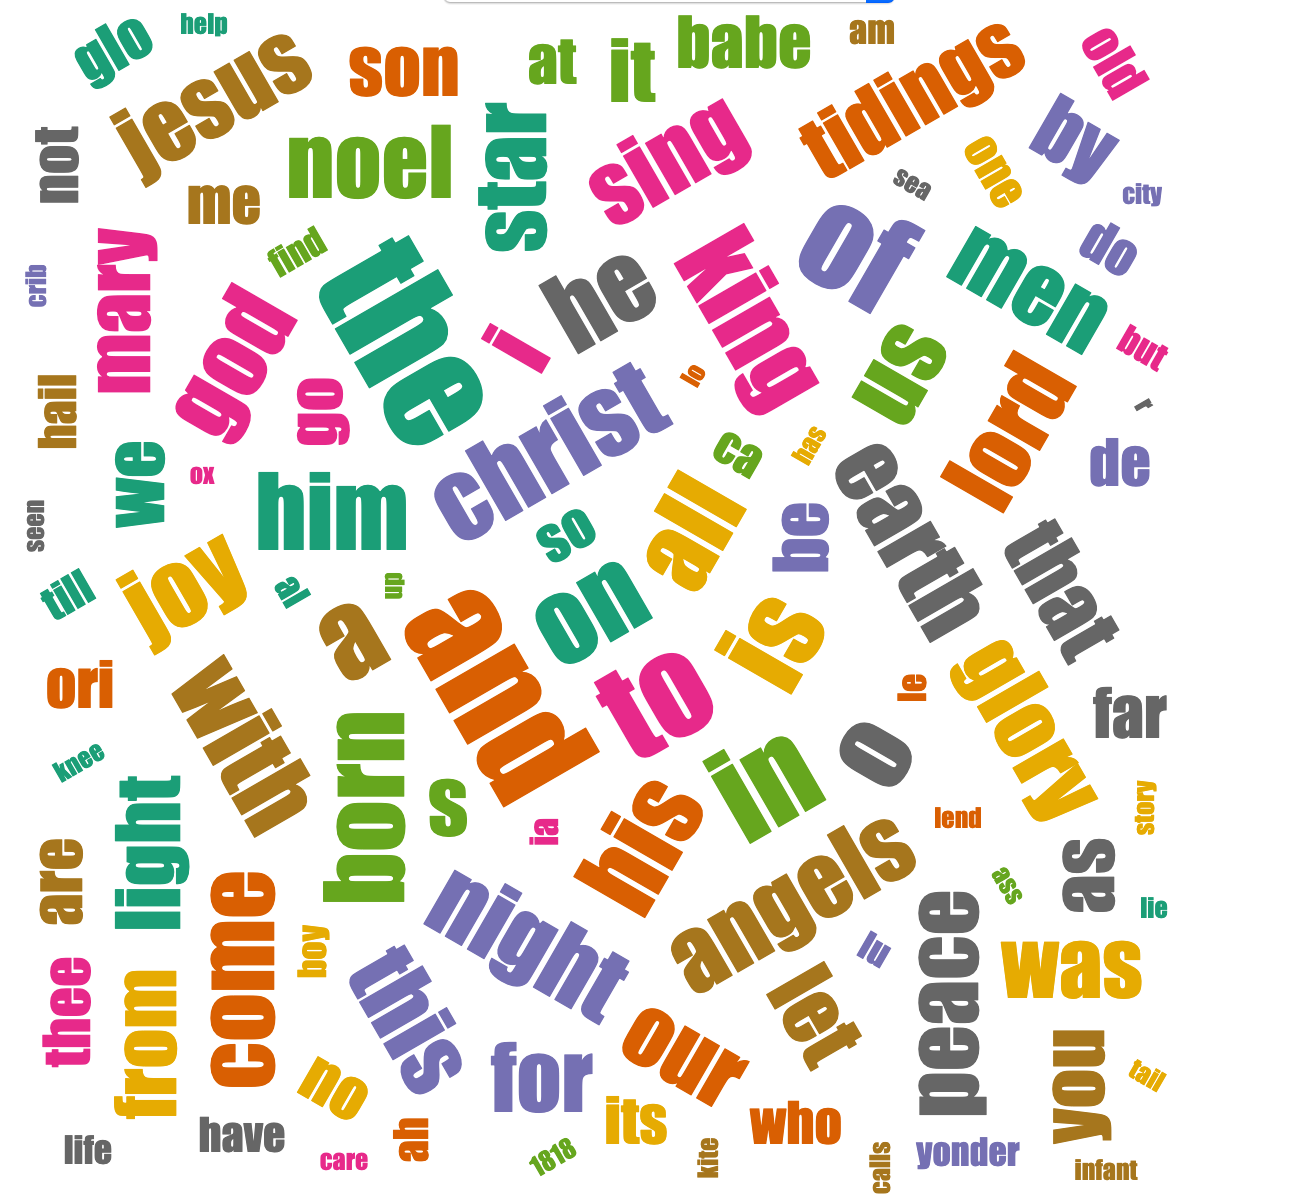 glo
help
jesus
son
at
it
babe
am
tidings
old
not
me
noel
star
sing
sea
one
by
city
crib
mary
find
the
he
king
of
men
do
but
hail
god
go
i
christ
lo
us
lord
r
we
ox
him
ca
has
de
seen
so
all
be
earth
that
till
joy
al
up
a
on
is
ori
with
and
to
le
glory
far
knee
light
born
s
ia
his
in
o
lend
story
are
come
boy
night
angels
ass
as
lie
thee
from
this
lu
peace
was
let
no
for
our
you
tail
life
have
care
ah
1818
its
kite
who
calls
yonder
infant